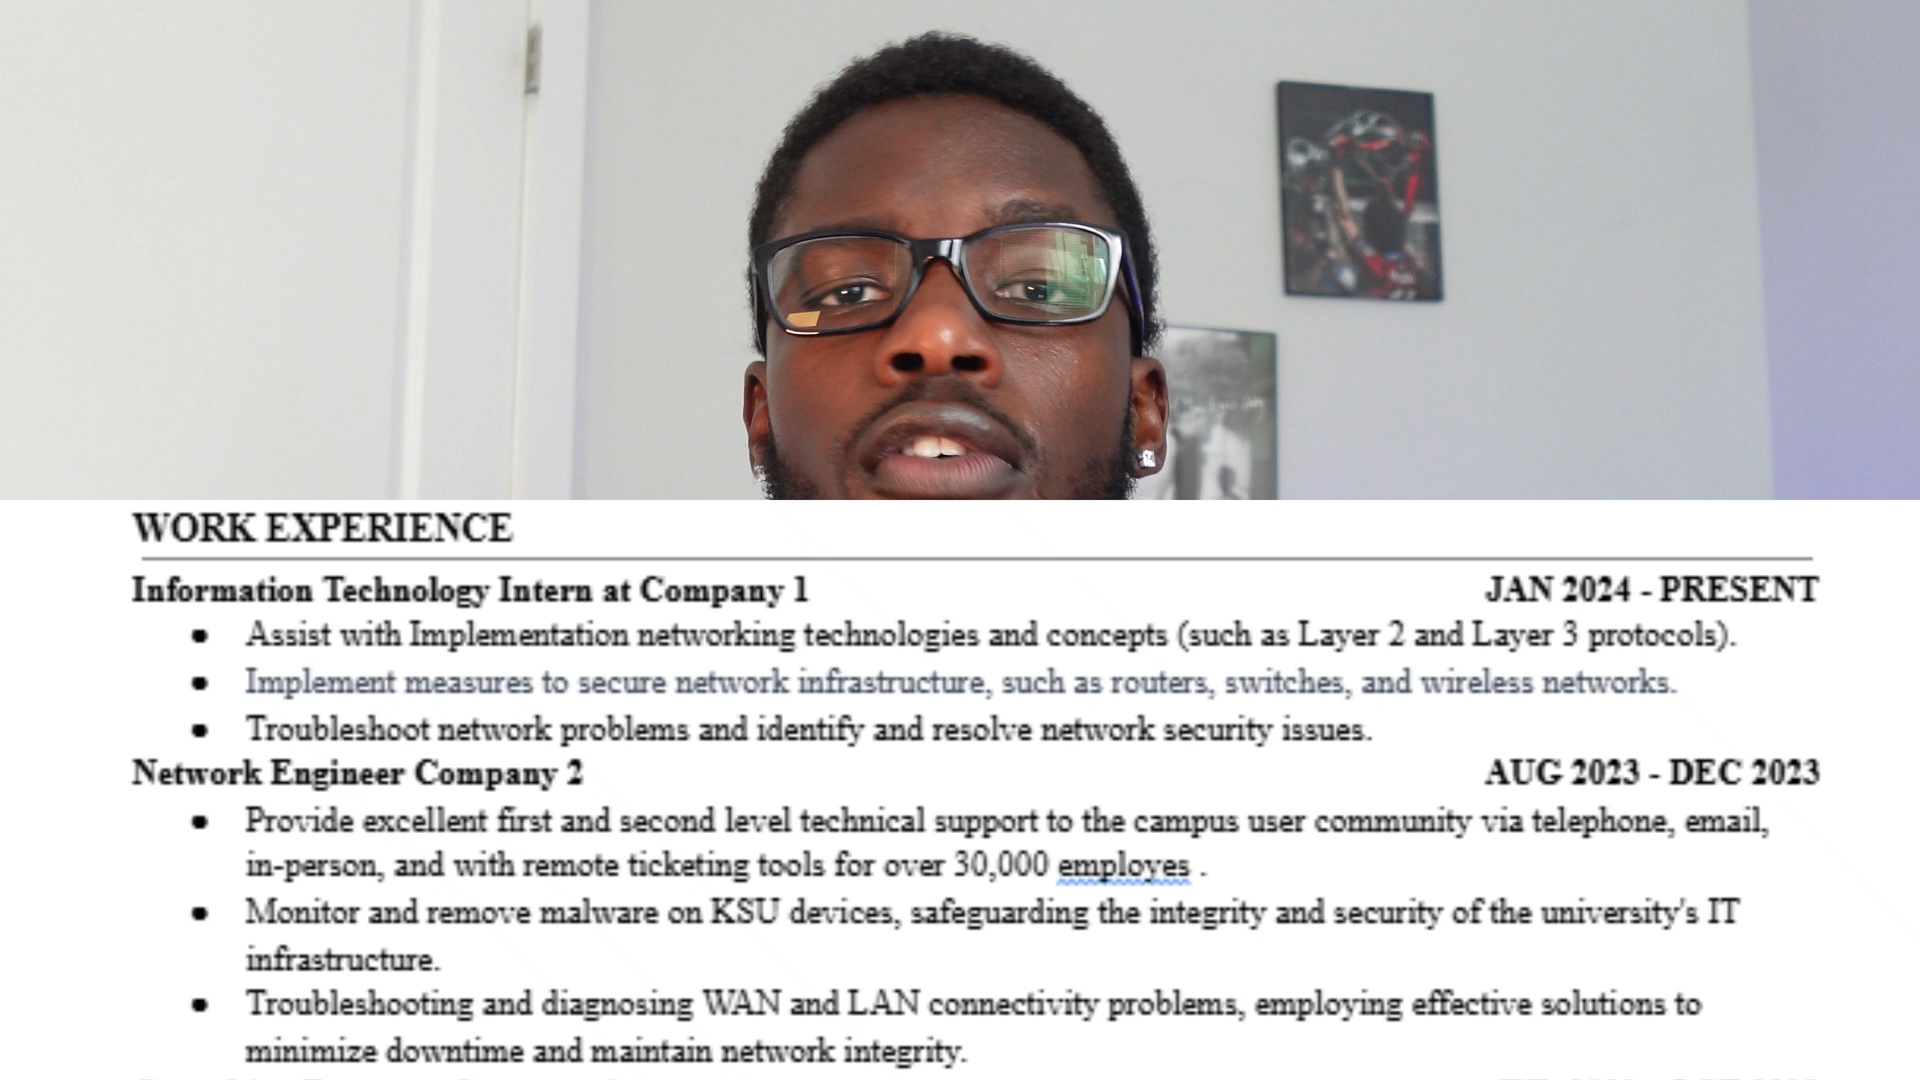 WORK EXPERIENCE
Information Technology Intern at Company 1 JAN 2024 - PRESENT
● Assist with Implementation networking technologies and concepts (such as Layer 2 and Layer 3 protocols).
● Implement measures to secure network infrastructure, such as routers, switches, and wireless networks.
● Troubleshoot network problems and identify and resolve network security issues.
Network Engineer Company 2 AUG 2023 - DEC 2023
● Provide excellent first and second level technical support to the campus user community via telephone, email,
in-person, and with remote ticketing tools for over 30,000 employes .
● Monitor and remove malware on KSU devices, safeguarding the integrity and security of the university's IT
infrastructure.
● Troubleshooting and diagnosing WAN and LAN connectivity problems, employing effective solutions to
minimize downtime and maintain network integrity.